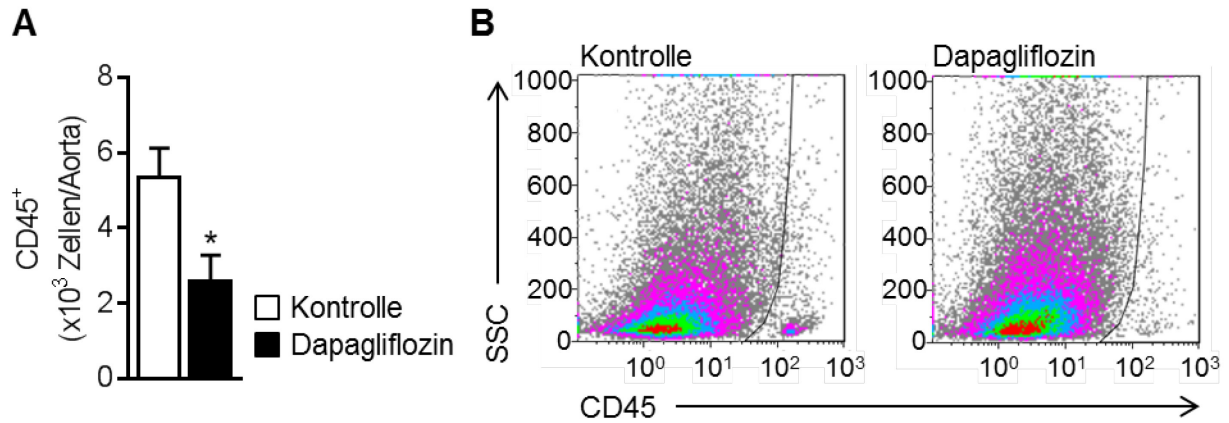 A
CD45⁺
(x10³ Zellen/Aorta)
8
6
4
2
0
*
Kontrolle
Dapagliflozin
B
Kontrolle
1000
800
600
400
200
0
10⁰ 10¹ 10² 10³
Dapagliflozin
1000
800
600
400
200
0
10⁰ 10¹ 10² 10³
SSC
CD45